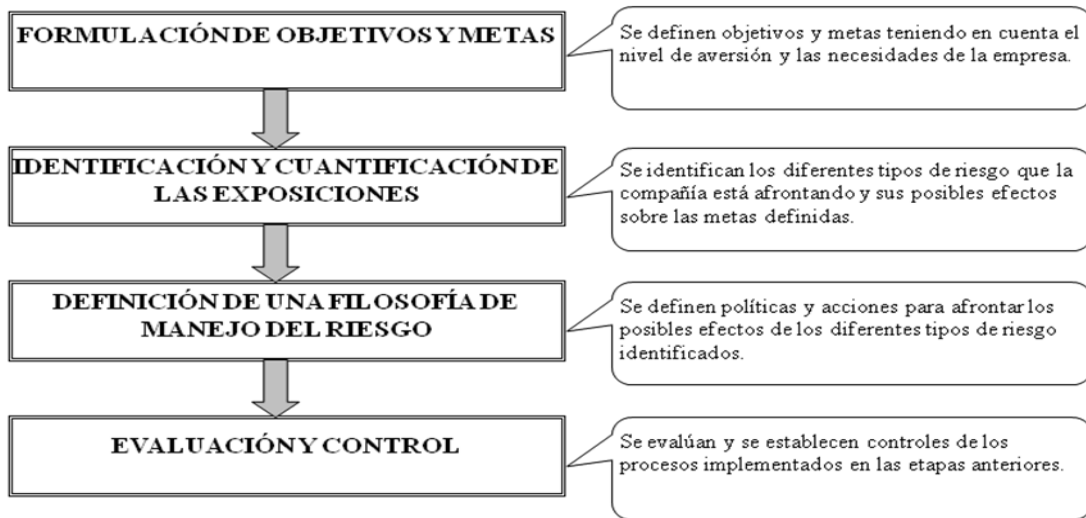 FORMULACIÓN DE OBJETIVOS Y METAS
Se definen objetivos y metas teniendo en cuenta el
nivel de aversión y las necesidades de la empresa.
IDENTIFICACIÓN Y CUANTIFICACIÓN DE
LAS EXPOSICIONES
Se identifican los diferentes tipos de riesgo que la
compañía está afrontando y sus posibles efectos
sobre las metas definidas.
DEFINICIÓN DE UNA FILOSOFÍA DE
MANEJO DEL RIESGO
Se definen políticas y acciones para afrontar los
posibles efectos de los diferentes tipos de riesgo
identificados.
EVALUACIÓN Y CONTROL
Se evalúan y se establecen controles de los
procesos implementados en las etapas anteriores.